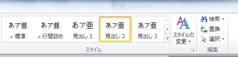 あア亜 あア亜 あア亜 あア亜 あア亜
↵ 標準 ↵ 行間詰め 見出し 1 見出し 2 見出し 3
スタイルの
変更
検索
置換
選択
スタイル 編集